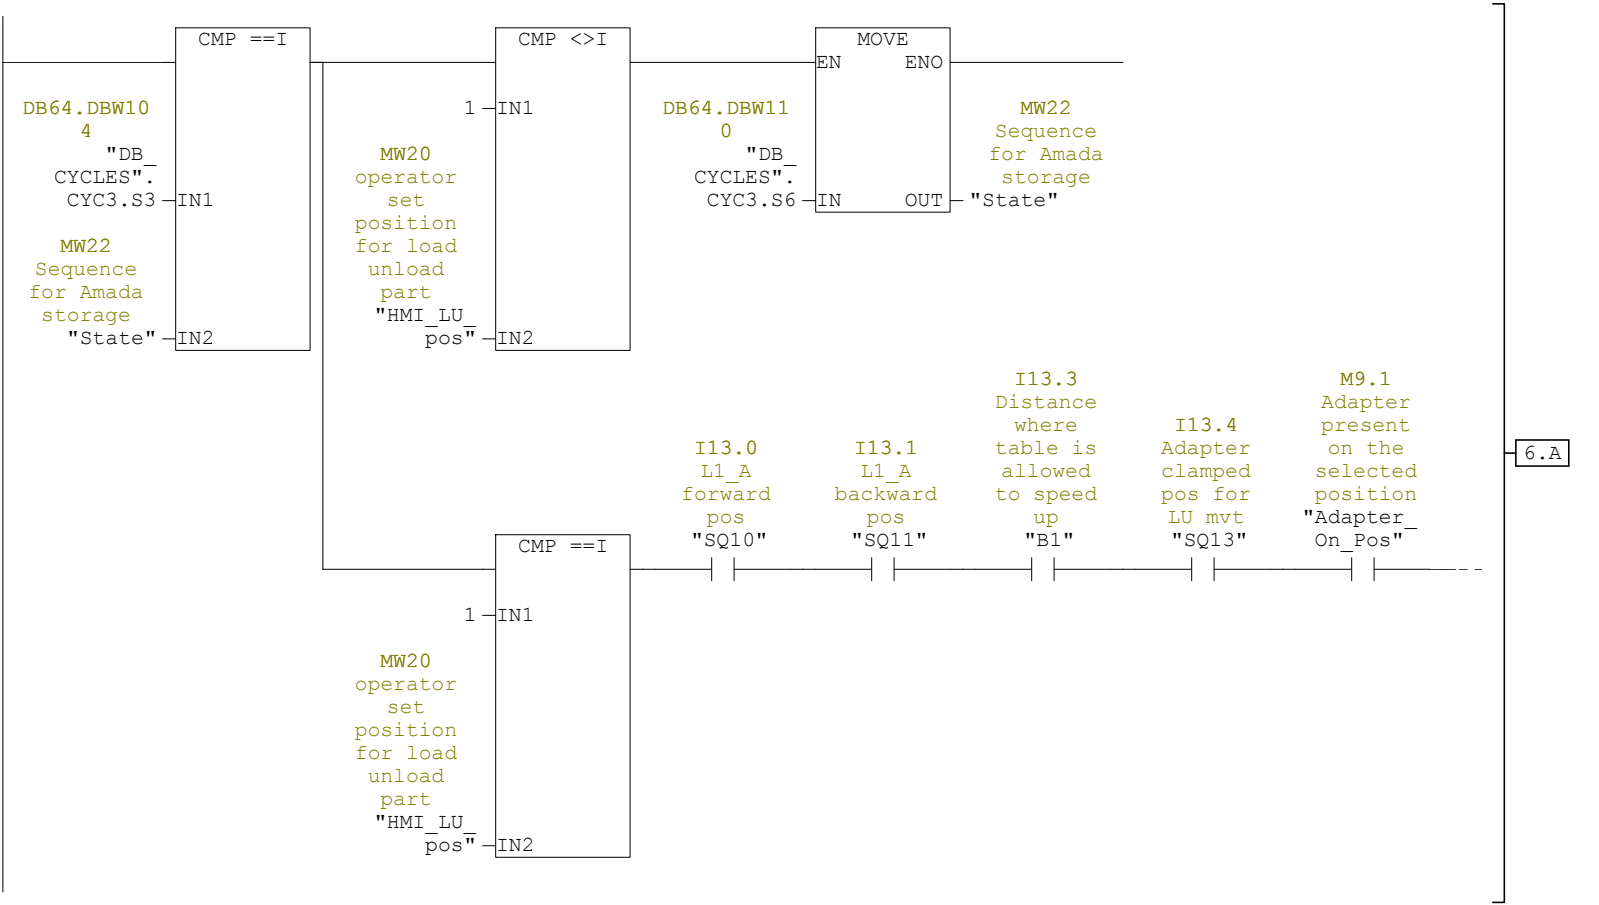 CMP ==I
DB64.DBW10
4
"DB_
CYCLES".
CYC3.S3
IN1
MW22
Sequence
for Amada
storage
"State"
IN2
CMP <>I
1
IN1
MW20
operator
set
position
for load
unload
part
"HMI_LU_
pos"
IN2
MOVE
EN ENO
DB64.DBW11
0
"DB_
CYCLES".
CYC3.S6
IN OUT
MW22
Sequence
for Amada
storage
"State"
CMP ==I
1
IN1
MW20
operator
set
position
for load
unload
part
"HMI_LU_
pos"
IN2
I13.0
L1_A
forward
pos
"SQ10"
I13.1
L1_A
backward
pos
"SQ11"
I13.3
Distance
where
table is
allowed
to speed
up
"B1"
I13.4
Adapter
clamped
pos for
LU mvt
"SQ13"
M9.1
Adapter
present
on the
selected
position
"Adapter_
On_Pos"
6.A